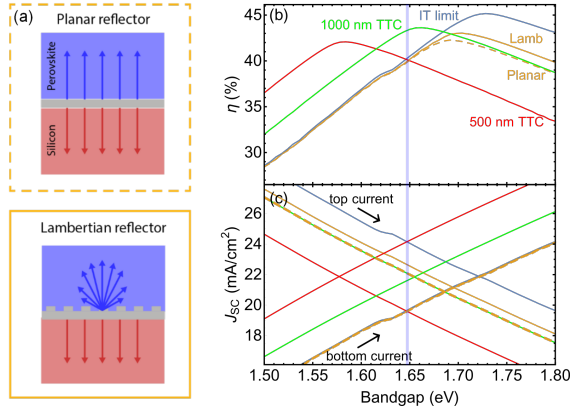 (a)
Planar reflector
Perovskite
Silicon
Lambertian reflector
(b)
1000 nm TTC
IT limit
Lamb
Planar
500 nm TTC
η (%)
45
40
35
30
(c)
top current
bottom current
J_SC (mA/cm²)
26
24
22
20
18
1.50 1.55 1.60 1.65 1.70 1.75 1.80
Bandgap (eV)